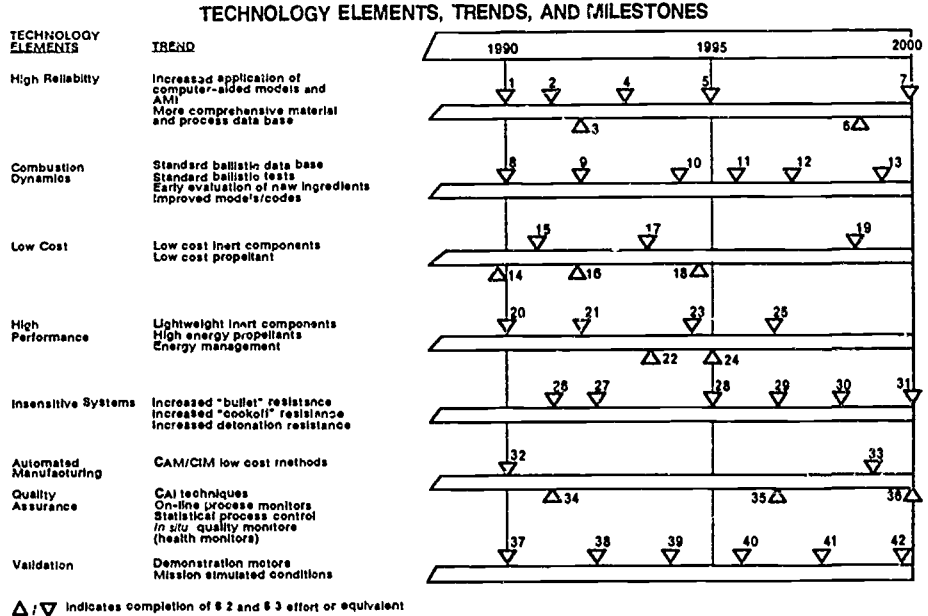 TECHNOLOGY ELEMENTS, TRENDS, AND MILESTONES
TECHNOLOGY
ELEMENTS TREND
1990 1995 2000
High Reliabilty Increased application of
computer-aided models and
AMI
More comprehensive material
and process data base
1 2 4 5 7
3 6
Combustion
Dynamics
Standard ballistic data base
Standard ballistic tests
Early evaluation of naw ingredients
Improved models/codes
8 9 10 11 12 13
Low Cost Low cost inert components
Low cost propellant
15 17 19
14 16 18
High
Performance
Lightweight inert components
High energy propellants
Energy management
20 21 23 25
22 24
Insensitive Systems Increased "bullet" resistance
Increased "cookoff" resistance
Increased detonation resistance
26 27 28 29 30 31
Automated
Manufacturing
CAM/CIM low cost methods
32 33
Quality
Assurance
CAI techniques
On-line process monitors
Statistical process control
In situ quality monitore
(health monitors)
34 35 36
Validation Demonstration motors
Mission simulated conditions
37 38 39 40 41 42
△ / ▽ indicates completion of 6 2 and 6 3 effort or equivalent